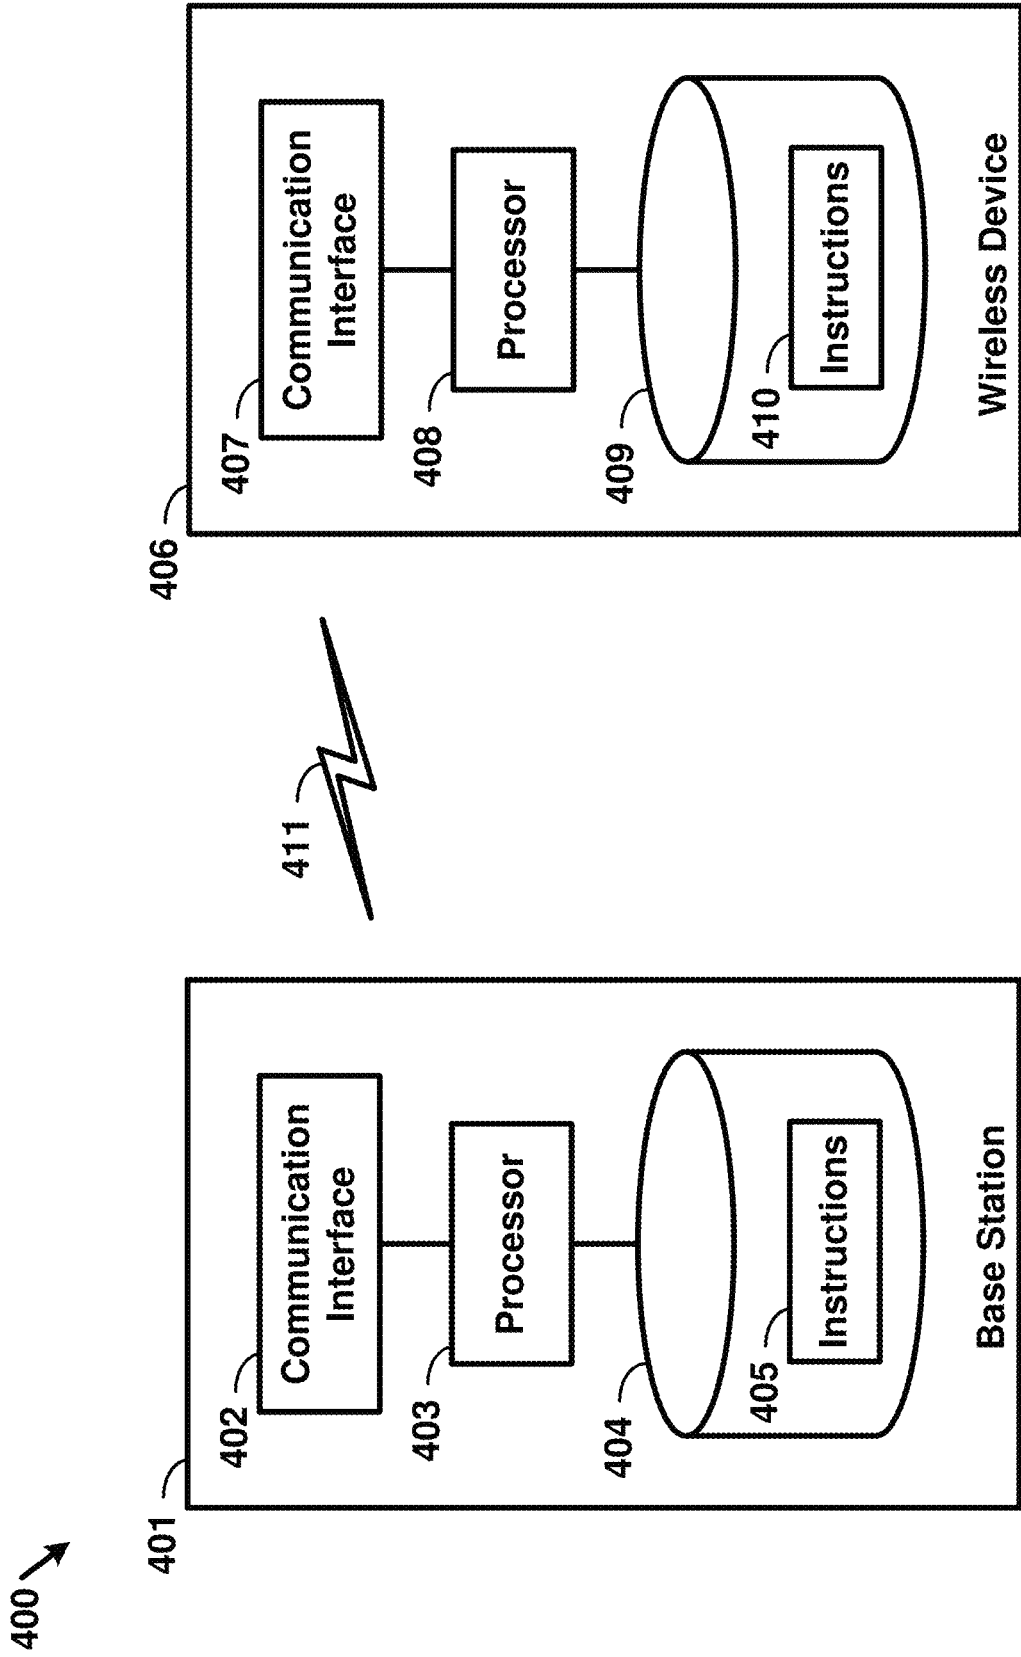 400
401
402
Communication
Interface
403
Processor
404
405
Instructions
Base Station
411
406
407
Communication
Interface
408
Processor
409
410
Instructions
Wireless Device